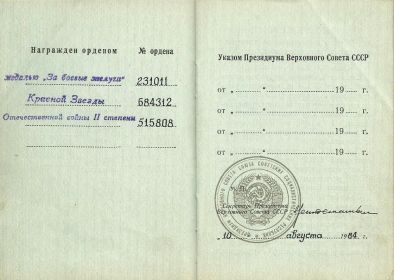 Награжден орденом № ордена
медалью „За боевые заслуги" 231011
Красной Звезды 684312
Отечественной войны II степени 515808
Указом Президиума Верховного Совета СССР
от „ " 19 г.
от „ " 19 г.
от „ " 19 г.
от „ " 19 г.
М. П.
Секретарь Президиума
Верховного Совета СССР
„10 " августа 1984 г.